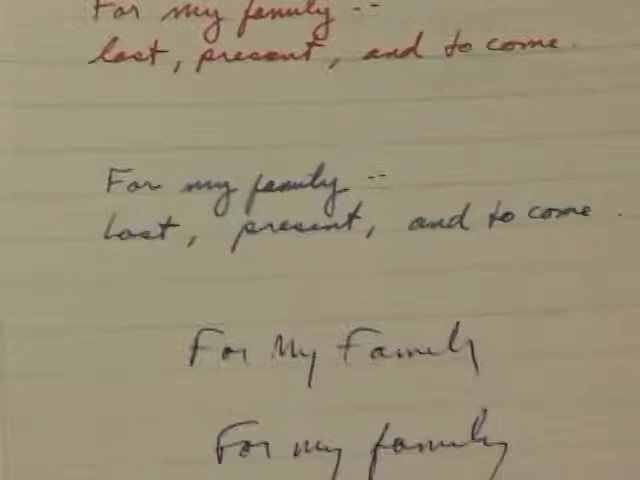 For my family --
last, present, and to come.
For my family --
last, present, and to come.
For My Family
For my family